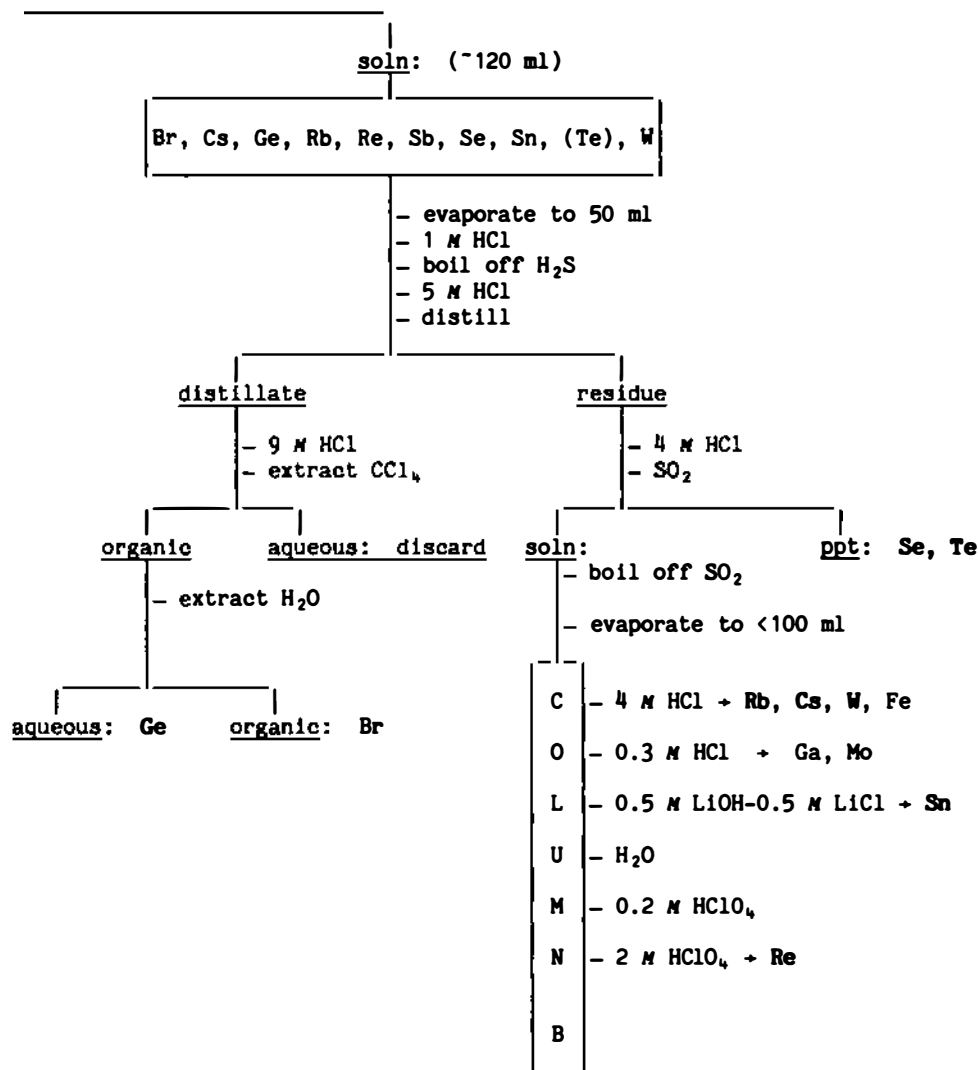 soln: (~120 ml)
Br, Cs, Ge, Rb, Re, Sb, Se, Sn, (Te), W
– evaporate to 50 ml
– 1 M HCl
– boil off H₂S
– 5 M HCl
– distill
distillate
– 9 M HCl
– extract CCl₄
organic
aqueous: discard
– extract H₂O
aqueous: Ge
organic: Br
residue
– 4 M HCl
– SO₂
soln:
ppt: Se, Te
– boil off SO₂
– evaporate to <100 ml
C – 4 M HCl → Rb, Cs, W, Fe
O – 0.3 M HCl → Ga, Mo
L – 0.5 M LiOH-0.5 M LiCl → Sn
U – H₂O
M – 0.2 M HClO₄
N – 2 M HClO₄ → Re
B